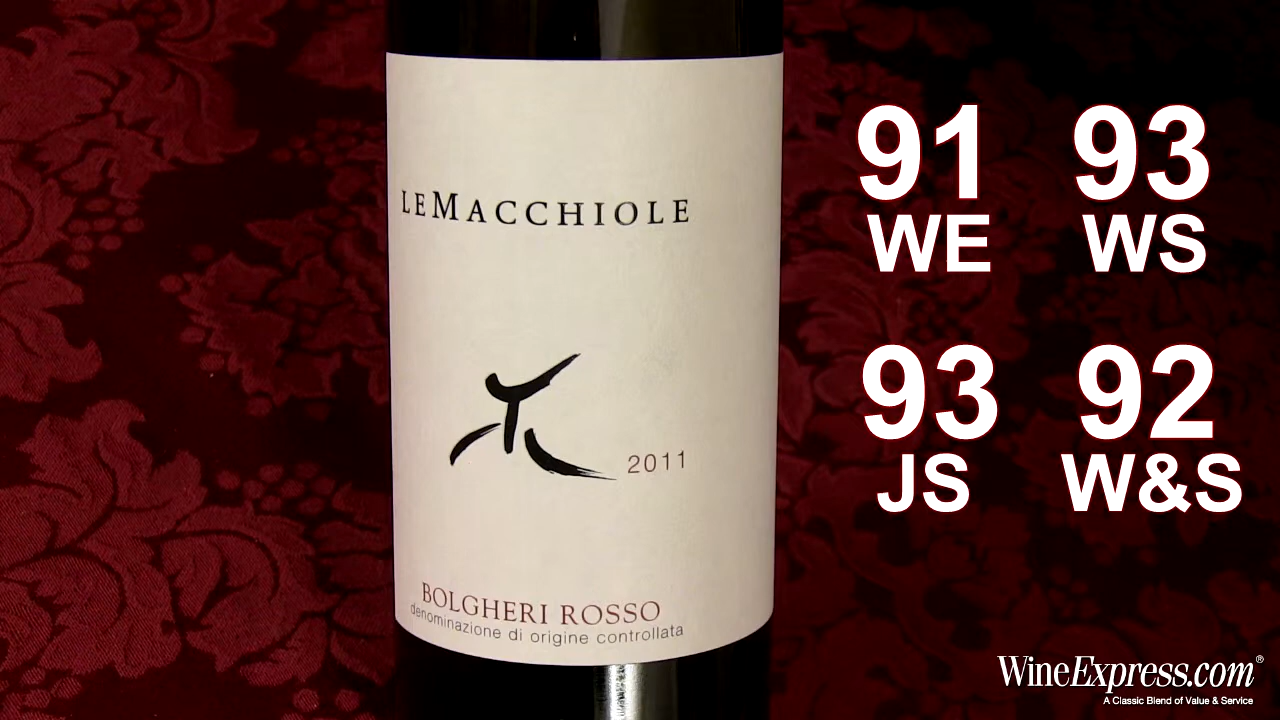 LEMACCHIOLE
2011
BOLGHERI ROSSO
denominazione di origine controllata
91 93
WE WS
93 92
JS W&S
WineExpress.com®
A Classic Blend of Value & Service